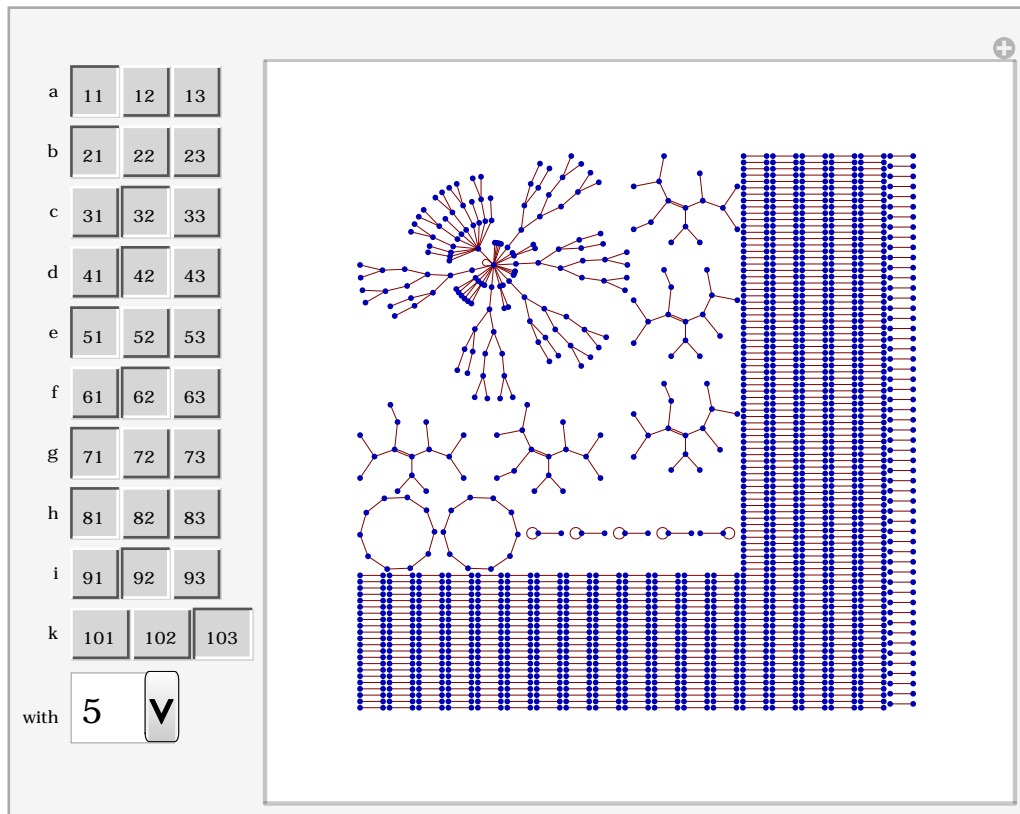 a 11 12 13
b 21 22 23
c 31 32 33
d 41 42 43
e 51 52 53
f 61 62 63
g 71 72 73
h 81 82 83
i 91 92 93
k 101 102 103
with 5